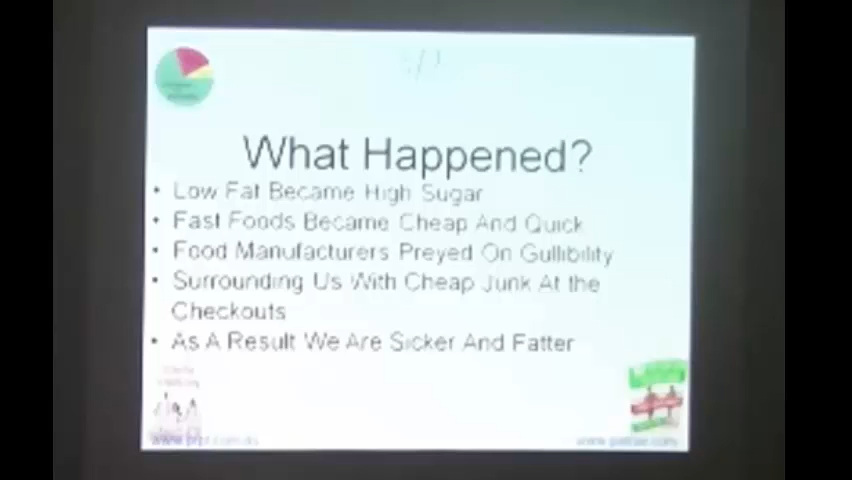 What Happened?
• Low Fat Became High Sugar
• Fast Foods Became Cheap And Quick
• Food Manufacturers Preyed On Gullibility
• Surrounding Us With Cheap Junk At the
Checkouts
• As A Result We Are Sicker And Fatter